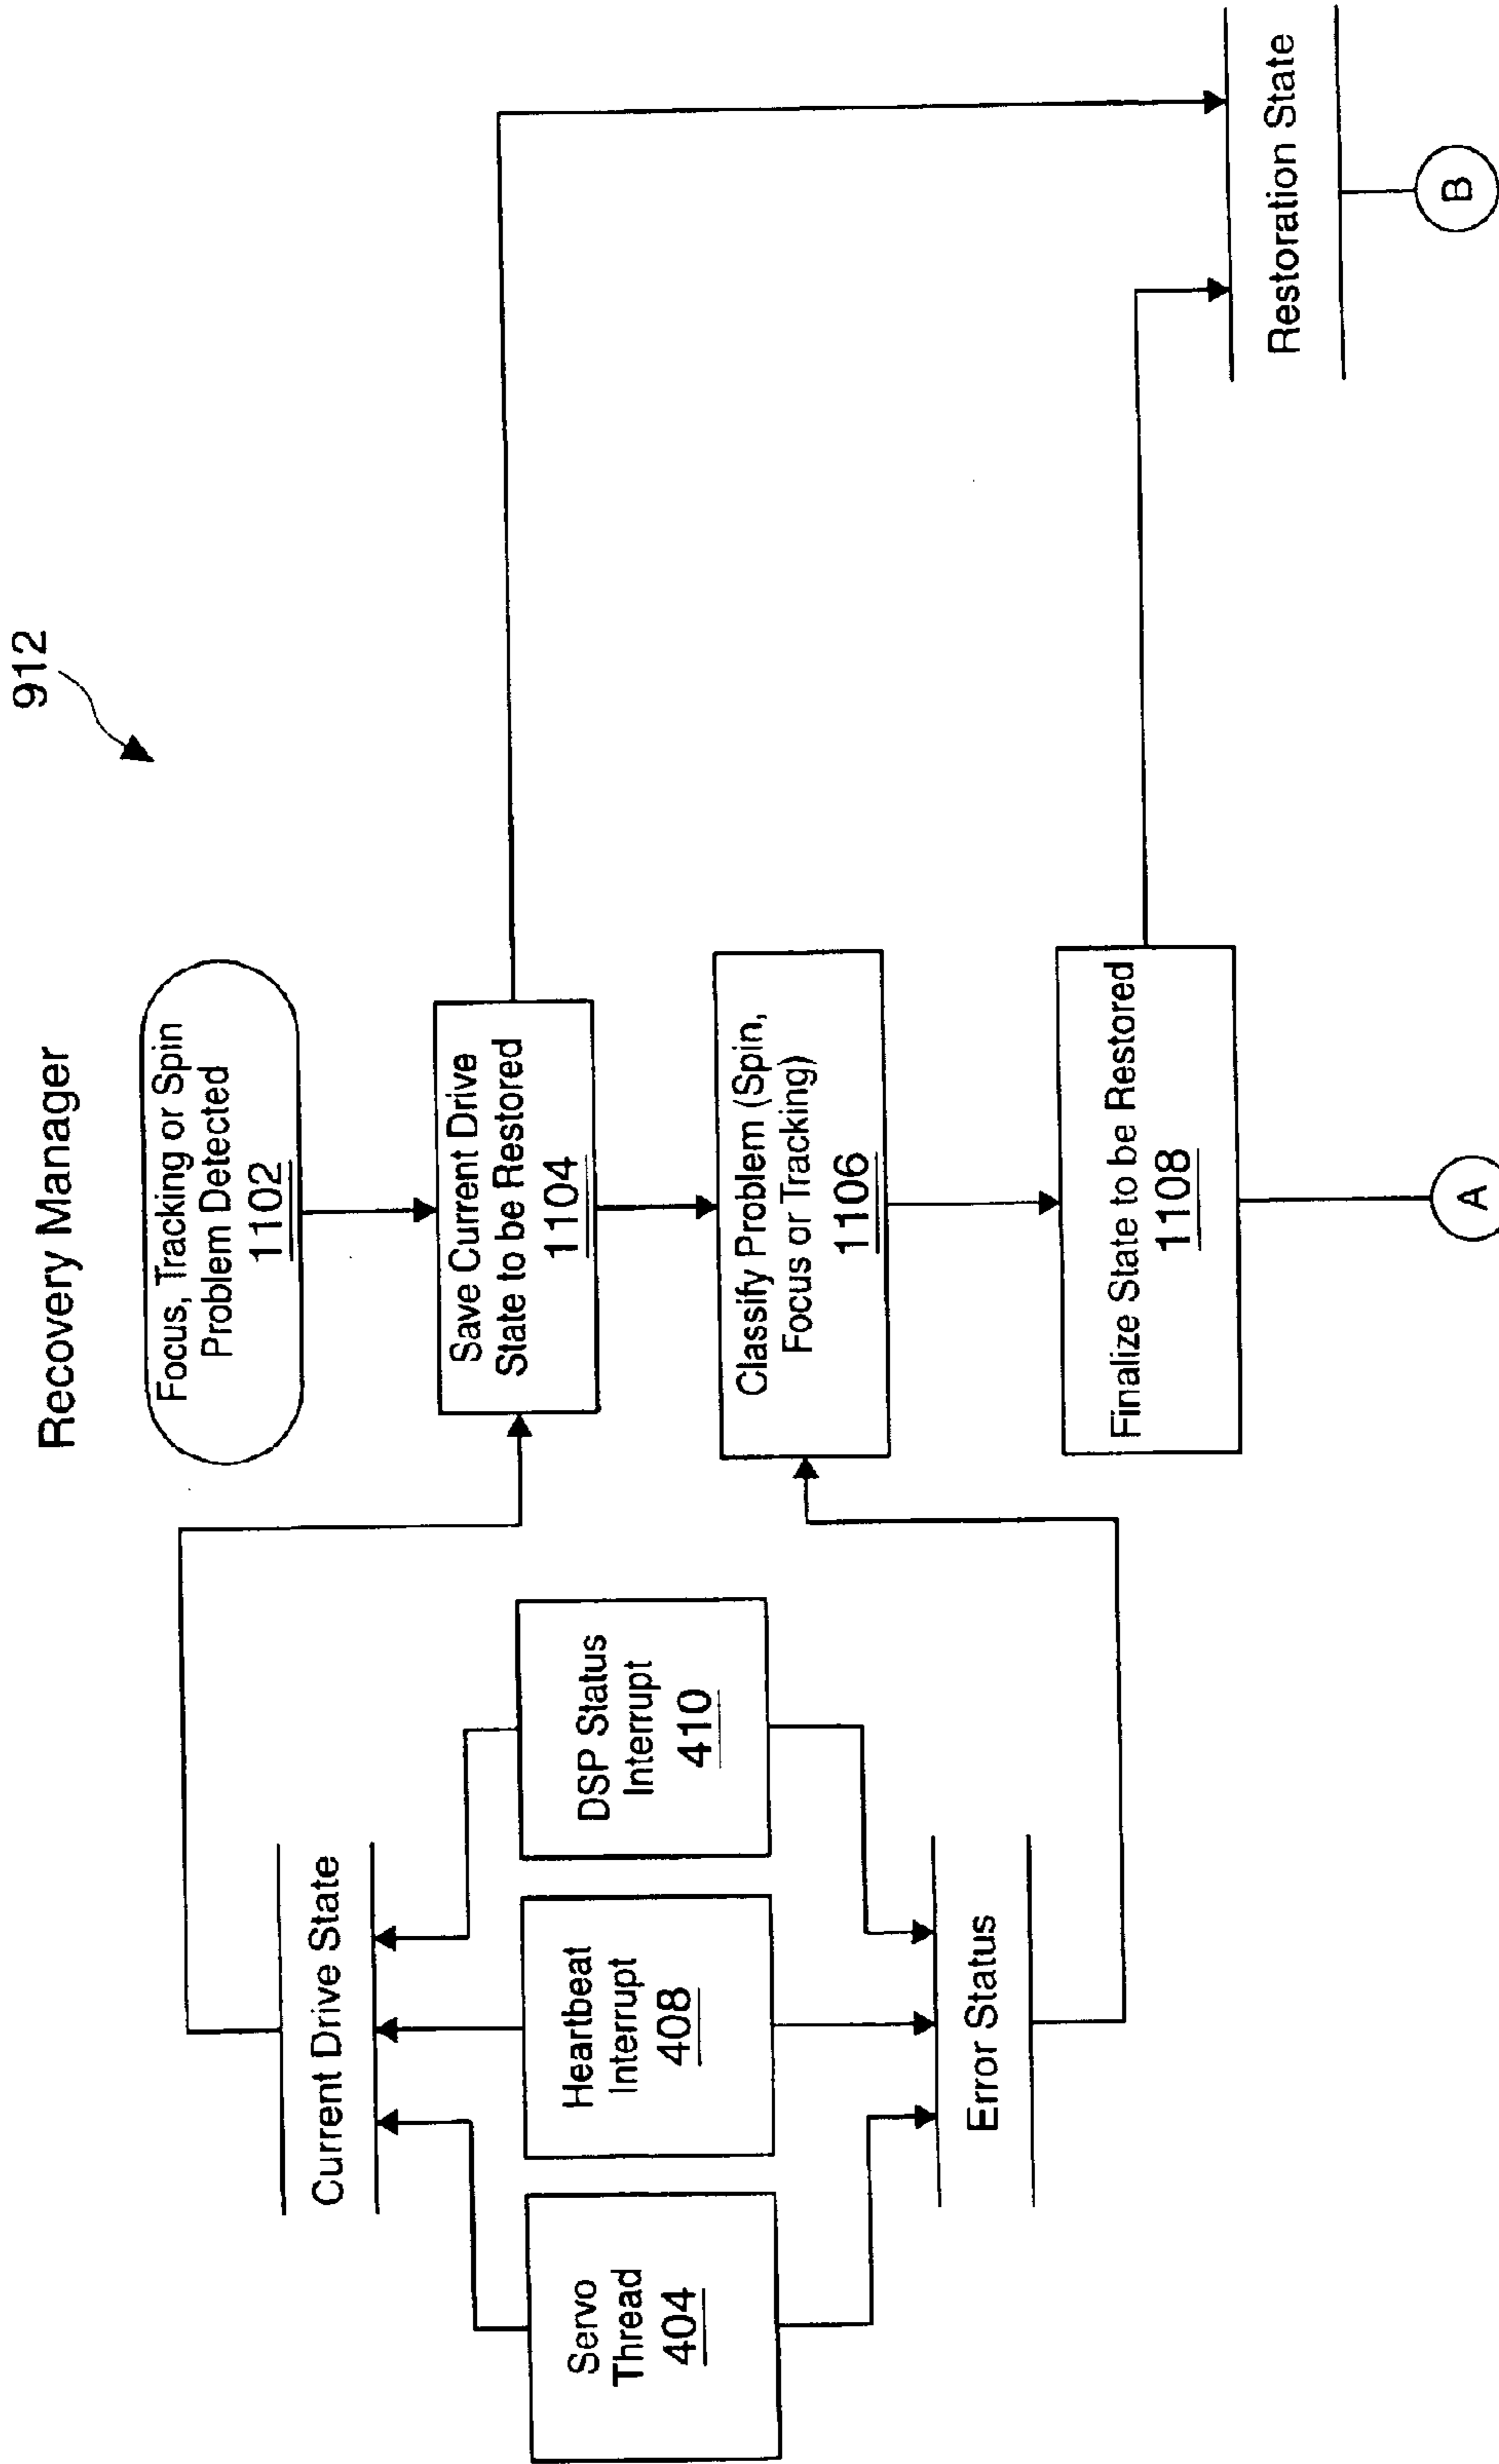 912
Recovery Manager
Focus, Tracking or Spin
Problem Detected
1102
Save Current Drive
State to be Restored
1104
Classify Problem (Spin,
Focus or Tracking)
1106
Finalize State to be Restored
1108
A
Current Drive State
Servo
Thread
404
Heartbeat
Interrupt
408
DSP Status
Interrupt
410
Error Status
Restoration State
B